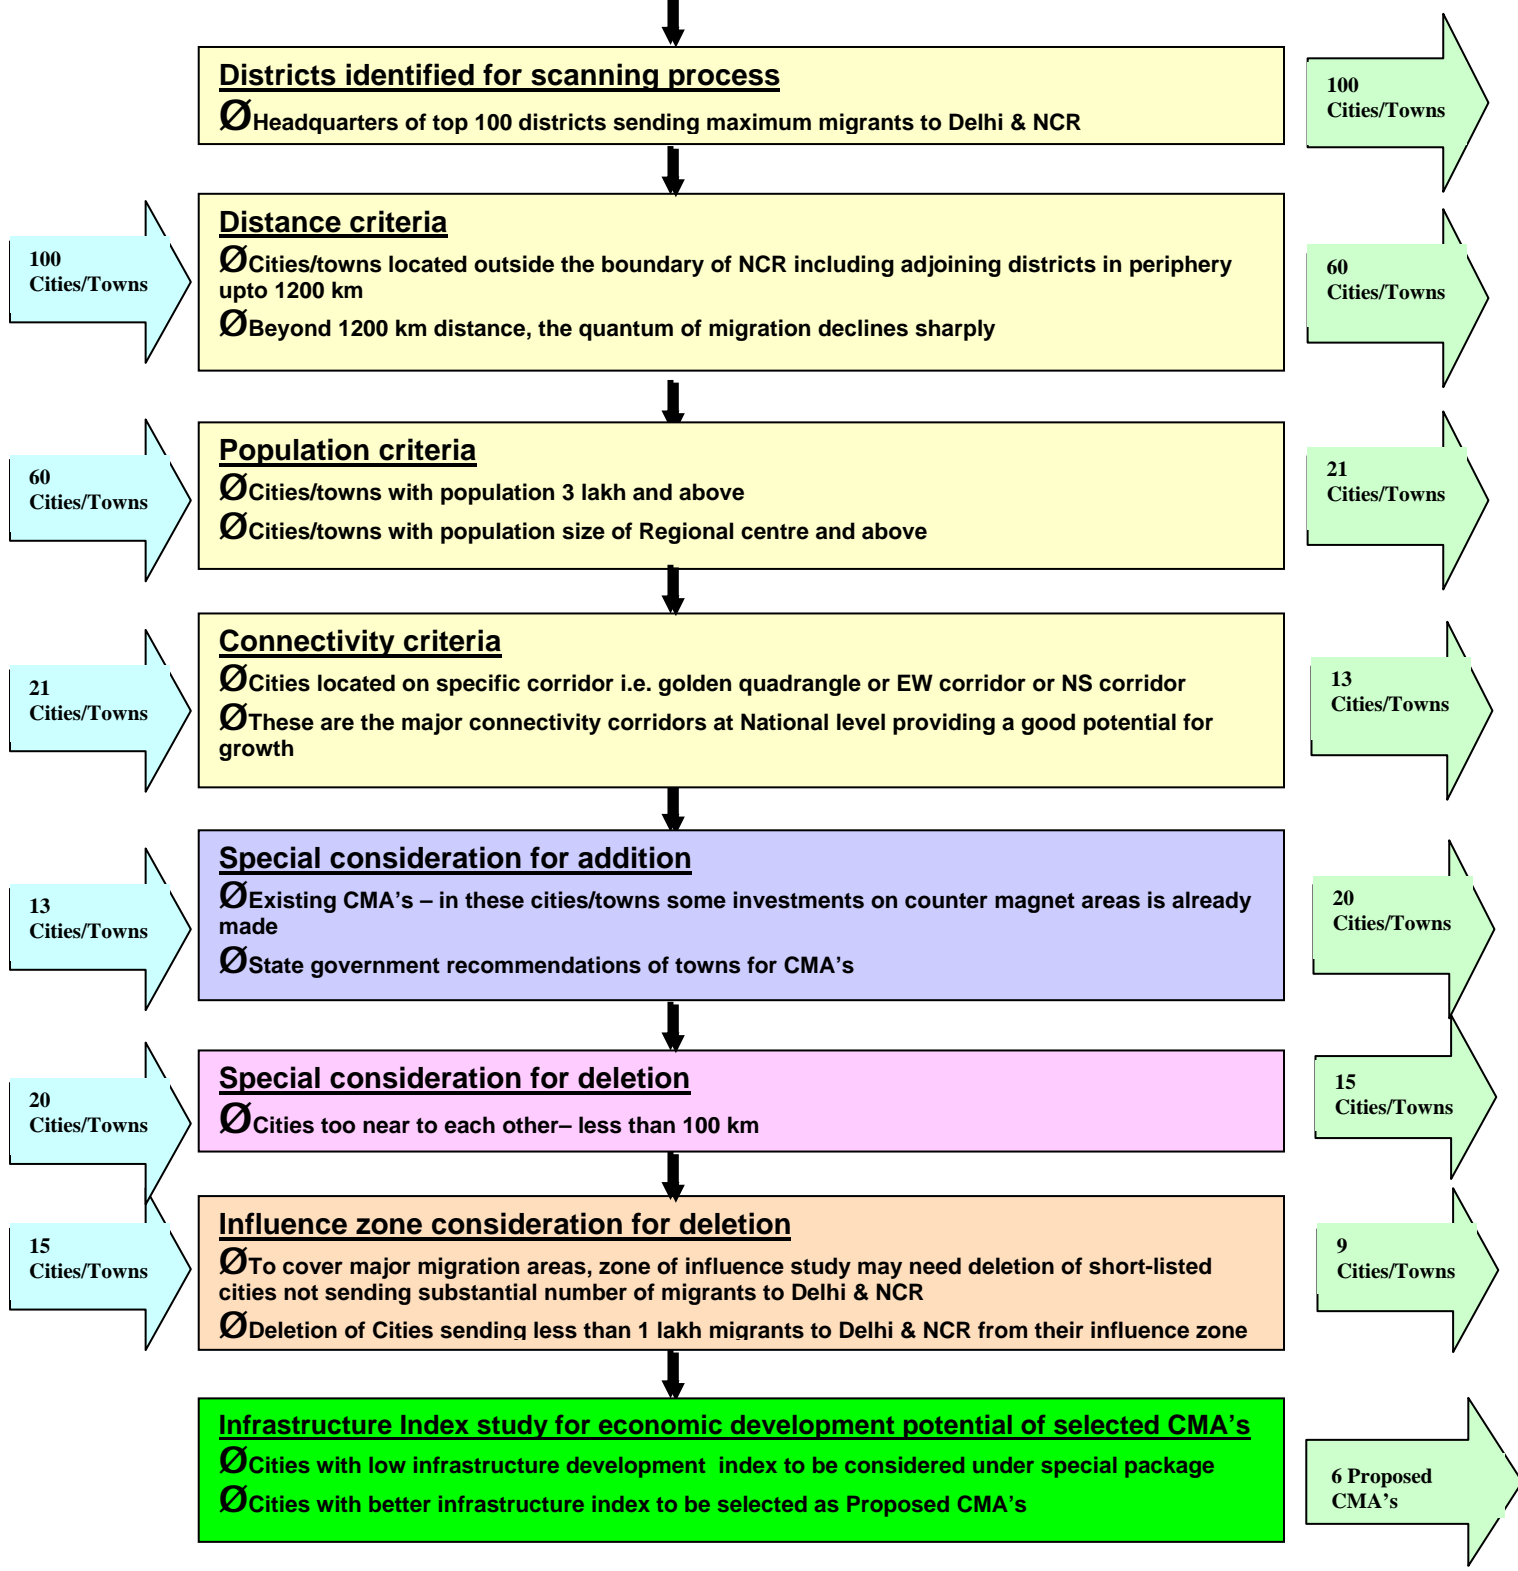 Districts identified for scanning process
ØHeadquarters of top 100 districts sending maximum migrants to Delhi & NCR
100
Cities/Towns
100
Cities/Towns
Distance criteria
ØCities/towns located outside the boundary of NCR including adjoining districts in periphery
upto 1200 km
ØBeyond 1200 km distance, the quantum of migration declines sharply
60
Cities/Towns
60
Cities/Towns
Population criteria
ØCities/towns with population 3 lakh and above
ØCities/towns with population size of Regional centre and above
21
Cities/Towns
21
Cities/Towns
Connectivity criteria
ØCities located on specific corridor i.e. golden quadrangle or EW corridor or NS corridor
ØThese are the major connectivity corridors at National level providing a good potential for
growth
13
Cities/Towns
13
Cities/Towns
Special consideration for addition
ØExisting CMA’s – in these cities/towns some investments on counter magnet areas is already
made
ØState government recommendations of towns for CMA’s
20
Cities/Towns
20
Cities/Towns
Special consideration for deletion
ØCities too near to each other– less than 100 km
15
Cities/Towns
15
Cities/Towns
Influence zone consideration for deletion
ØTo cover major migration areas, zone of influence study may need deletion of short-listed
cities not sending substantial number of migrants to Delhi & NCR
ØDeletion of Cities sending less than 1 lakh migrants to Delhi & NCR from their influence zone
9
Cities/Towns
Infrastructure Index study for economic development potential of selected CMA’s
ØCities with low infrastructure development  index to be considered under special package
ØCities with better infrastructure index to be selected as Proposed CMA’s
6 Proposed
CMA’s